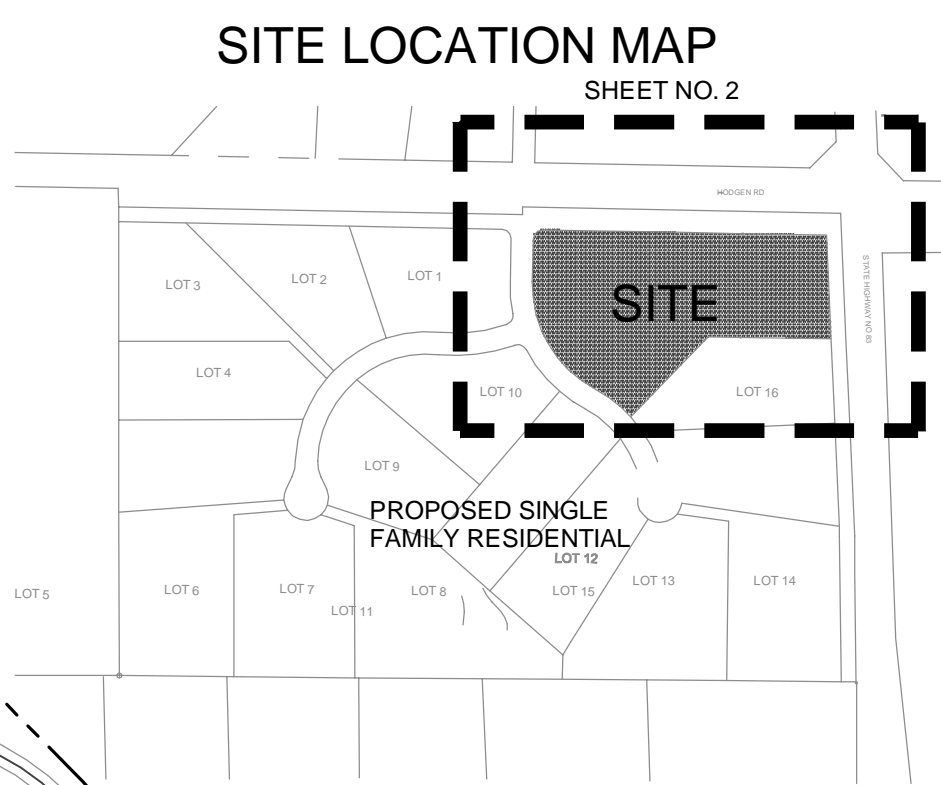 SITE LOCATION MAP
SHEET NO. 2
HODGEN RD
STATE HIGHWAY NO 83
LOT 3
LOT 2
LOT 1
SITE
LOT 4
LOT 10
LOT 16
LOT 9
PROPOSED SINGLE
FAMILY RESIDENTIAL
LOT 12
LOT 5
LOT 6
LOT 7
LOT 11
LOT 8
LOT 15
LOT 13
LOT 14